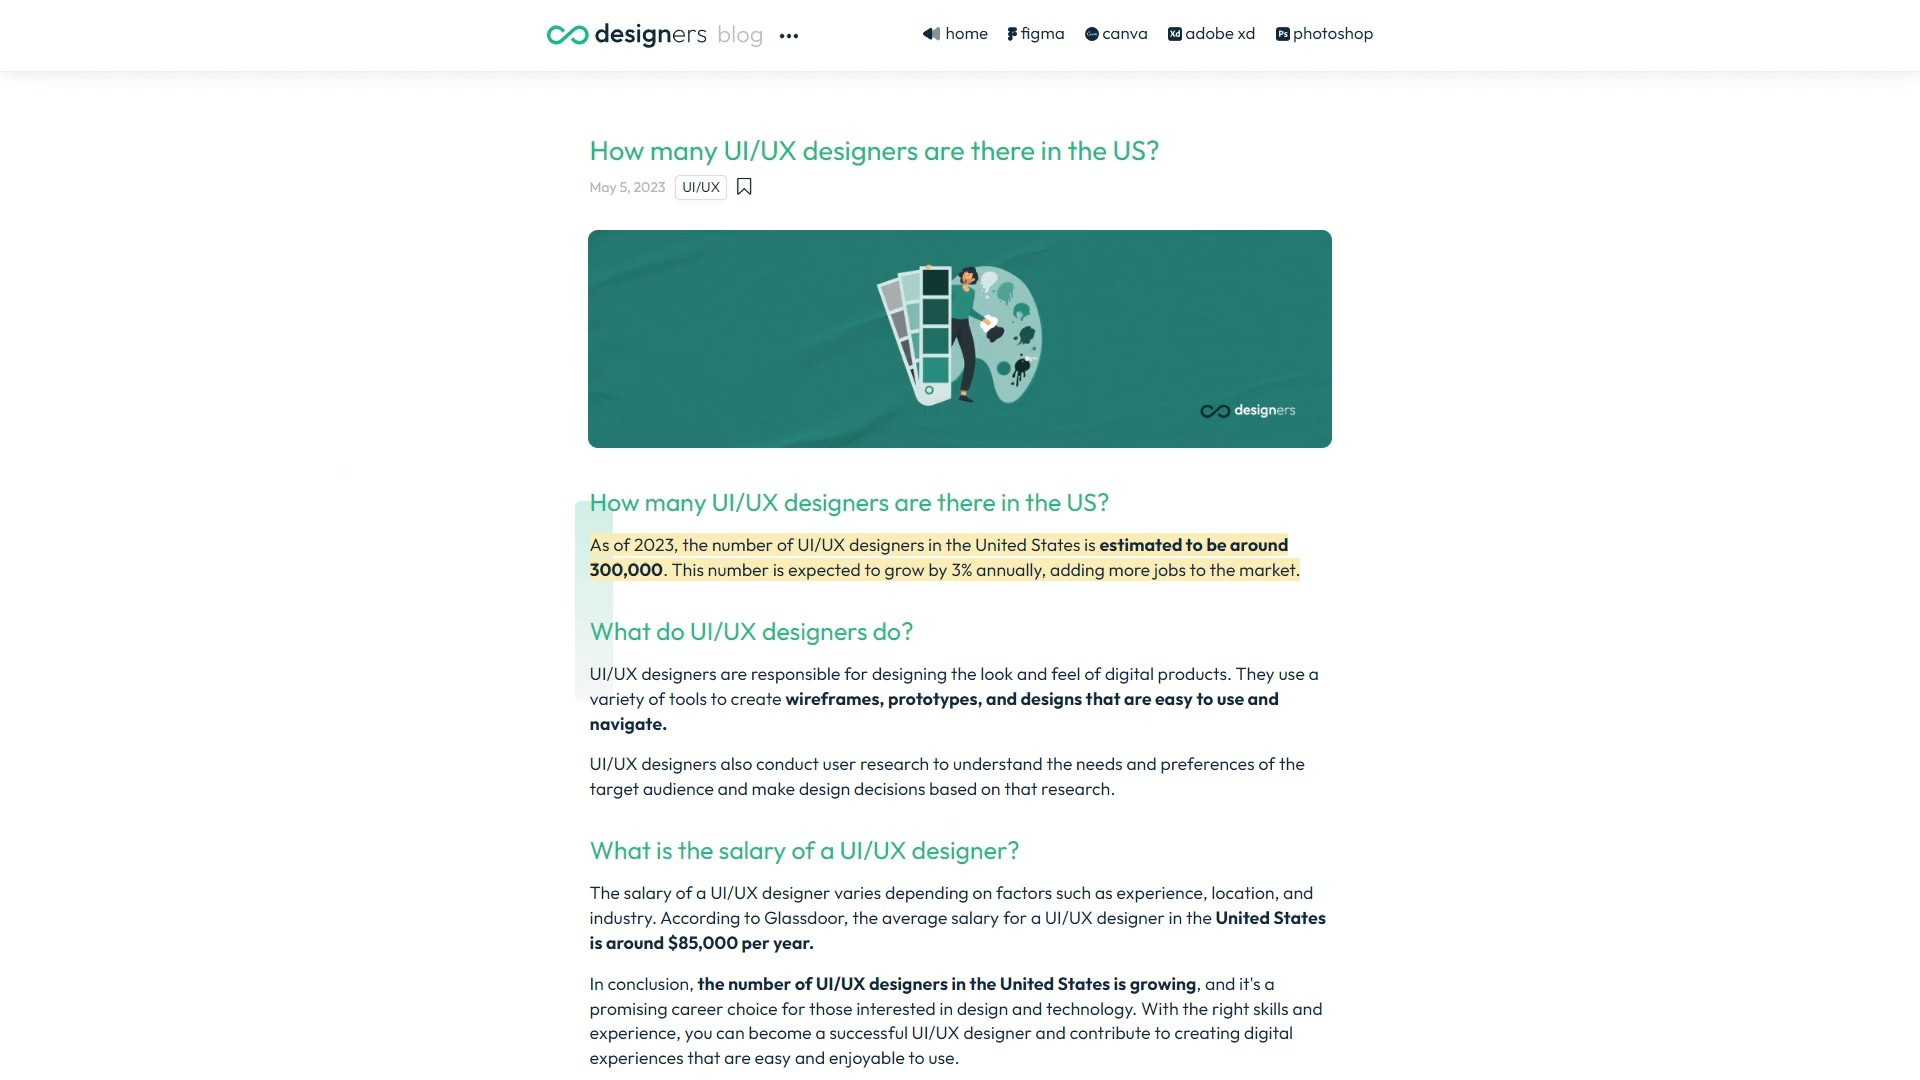 designers blog •••
home figma canva Xd adobe xd Ps photoshop
How many UI/UX designers are there in the US?
May 5, 2023 UI/UX
designers
How many UI/UX designers are there in the US?
As of 2023, the number of UI/UX designers in the United States is estimated to be around
300,000. This number is expected to grow by 3% annually, adding more jobs to the market.
What do UI/UX designers do?
UI/UX designers are responsible for designing the look and feel of digital products. They use a
variety of tools to create wireframes, prototypes, and designs that are easy to use and
navigate.
UI/UX designers also conduct user research to understand the needs and preferences of the
target audience and make design decisions based on that research.
What is the salary of a UI/UX designer?
The salary of a UI/UX designer varies depending on factors such as experience, location, and
industry. According to Glassdoor, the average salary for a UI/UX designer in the United States
is around $85,000 per year.
In conclusion, the number of UI/UX designers in the United States is growing, and it's a
promising career choice for those interested in design and technology. With the right skills and
experience, you can become a successful UI/UX designer and contribute to creating digital
experiences that are easy and enjoyable to use.